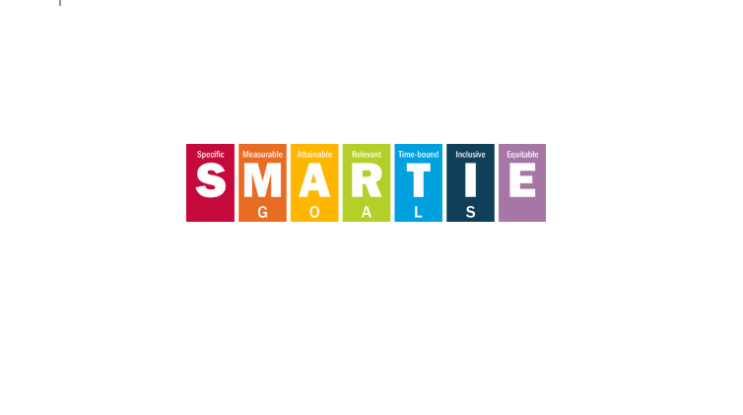 Specific Measurable Attainable Relevant Time-bound Inclusive Equitable
S M A R T I E
G O A L S